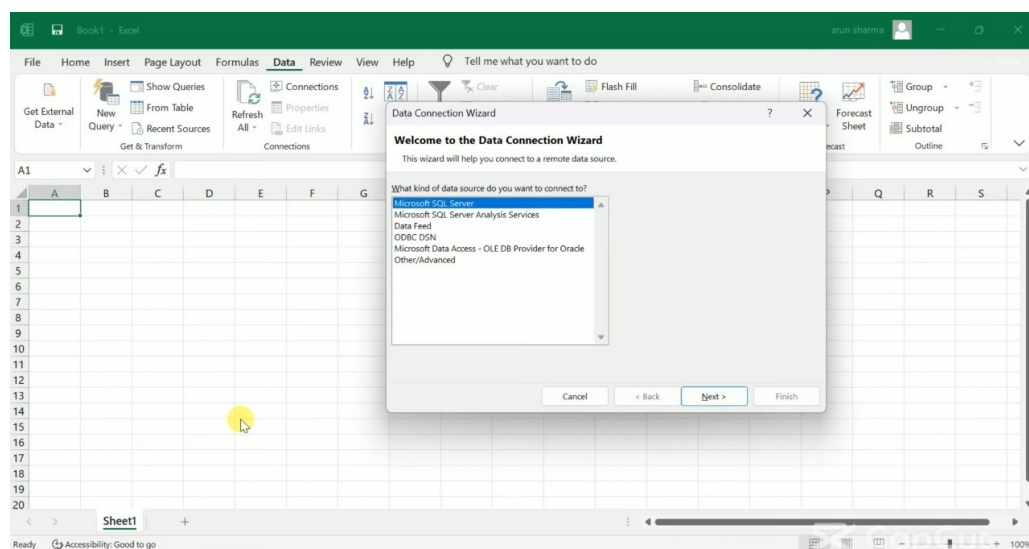 Book1 - Excel
arun sharma
File Home Insert Page Layout Formulas Data Review View Help Tell me what you want to do
Get External Data
New Query
Show Queries
From Table
Recent Sources
Get & Transform
Refresh All
Connections
Properties
Edit Links
Connections
Clear
Flash Fill
Consolidate
Forecast Sheet
ecast
Group
Ungroup
Subtotal
Outline
A1
fx
A B C D E F G Q R S
1
2
3
4
5
6
7
8
9
10
11
12
13
14
15
16
17
18
19
20
Data Connection Wizard ?
Welcome to the Data Connection Wizard
This wizard will help you connect to a remote data source.
What kind of data source do you want to connect to?
Microsoft SQL Server
Microsoft SQL Server Analysis Services
Data Feed
ODBC DSN
Microsoft Data Access - OLE DB Provider for Oracle
Other/Advanced
Cancel < Back Next > Finish
Sheet1
Ready Accessibility: Good to go
CapCut
100%